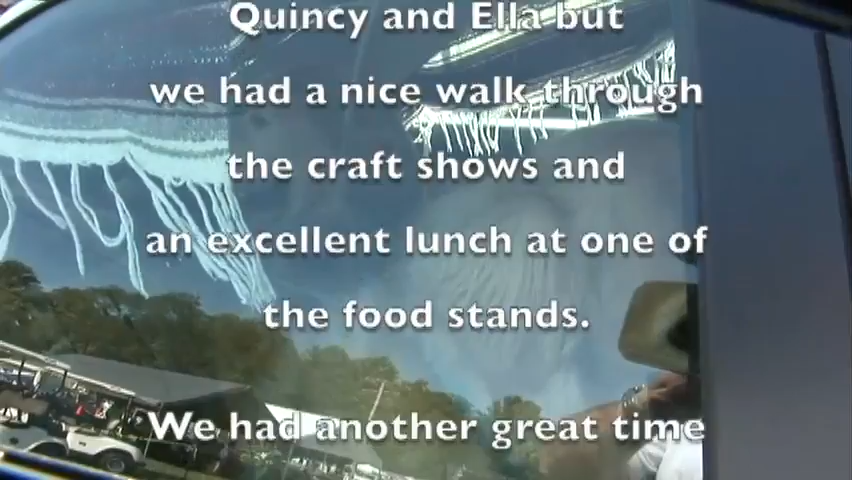 Quincy and Ella but
we had a nice walk through
the craft shows and
an excellent lunch at one of
the food stands.
We had another great time